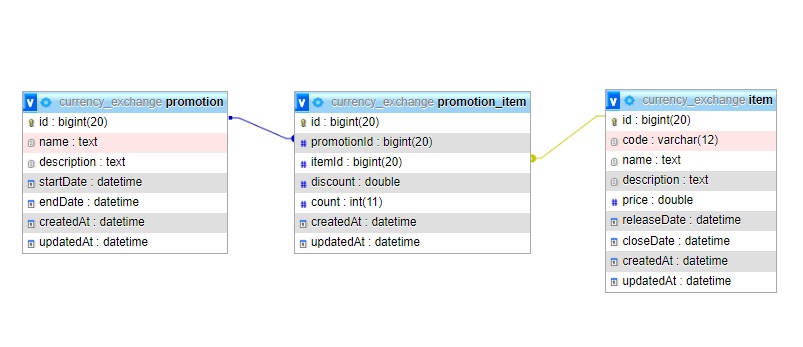 currency_exchange promotion
id : bigint(20)
name : text
description : text
startDate : datetime
endDate : datetime
createdAt : datetime
updatedAt : datetime
currency_exchange promotion_item
id : bigint(20)
promotionId : bigint(20)
itemId : bigint(20)
discount : double
count : int(11)
createdAt : datetime
updatedAt : datetime
currency_exchange item
id : bigint(20)
code : varchar(12)
name : text
description : text
price : double
releaseDate : datetime
closeDate : datetime
createdAt : datetime
updatedAt : datetime